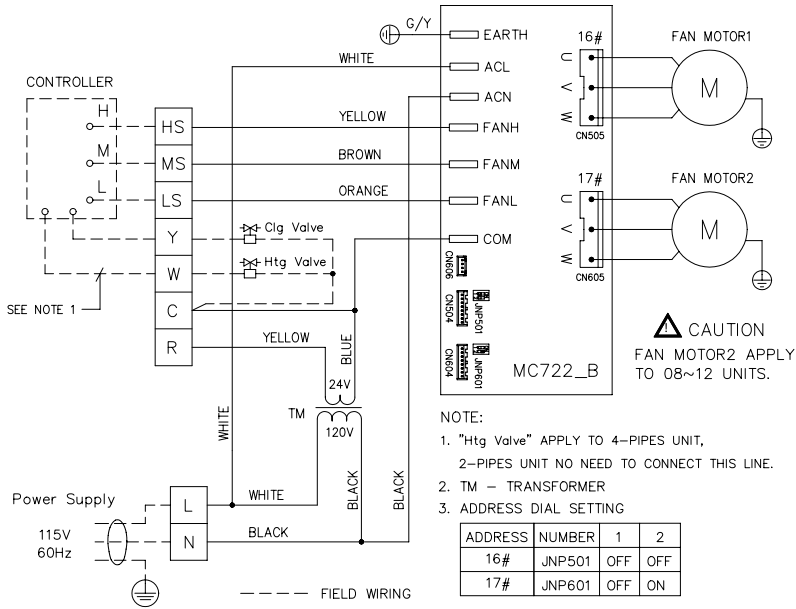 G/Y
EARTH
16#
FAN MOTOR1
WHITE
ACL
U
CONTROLLER
ACN
V
M
H
YELLOW
W
HS
FANH
CN505
M
BROWN
MS
FANM
17#
FAN MOTOR2
L
ORANGE
LS
FANL
U
Y
Clg Valve
COM
V
M
W
Htg Valve
CN606
W
CN605
SEE NOTE 1
C
CN504
JNP501
R
YELLOW
BLUE
CAUTION
CN604
JNP601
MC722_B
FAN MOTOR2 APPLY
TO 08~12 UNITS.
24V
TM
120V
WHITE
NOTE:
1. "Htg Valve" APPLY TO 4-PIPES UNIT,
2-PIPES UNIT NO NEED TO CONNECT THIS LINE.
BLACK
BLACK
2. TM - TRANSFORMER
3. ADDRESS DIAL SETTING
Power Supply
L
WHITE
115V
60Hz
N
BLACK
ADDRESS NUMBER 1 2
16# JNP501 OFF OFF
17# JNP601 OFF ON
FIELD WIRING